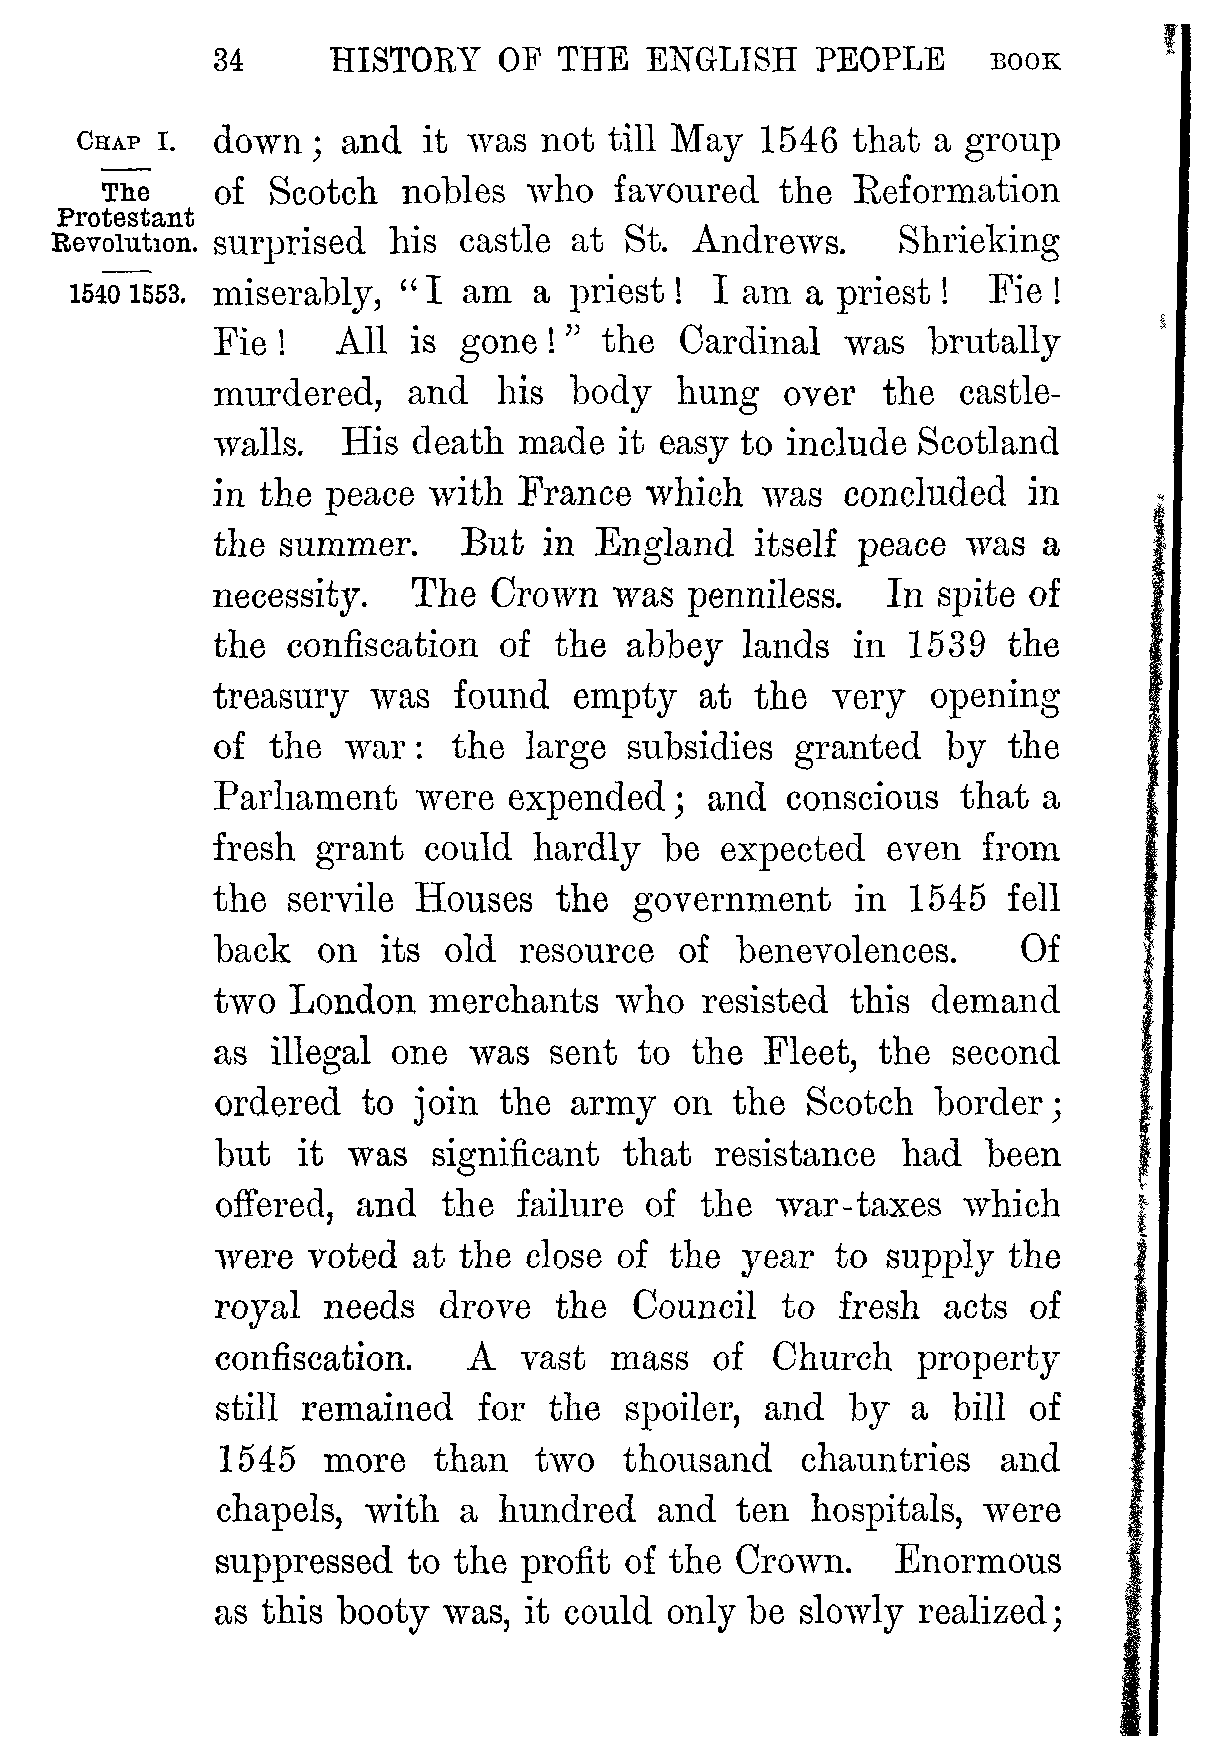 34 HISTORY OF THE ENGLISH PEOPLE BOOK
CHAP I.
The
Protestant
Revolution.
1540 1553.
down; and it was not till May 1546 that a group
of Scotch nobles who favoured the Reformation
surprised his castle at St. Andrews. Shrieking
miserably, “I am a priest! I am a priest! Fie!
Fie! All is gone!” the Cardinal was brutally
murdered, and his body hung over the castle-
walls. His death made it easy to include Scotland
in the peace with France which was concluded in
the summer. But in England itself peace was a
necessity. The Crown was penniless. In spite of
the confiscation of the abbey lands in 1539 the
treasury was found empty at the very opening
of the war: the large subsidies granted by the
Parliament were expended; and conscious that a
fresh grant could hardly be expected even from
the servile Houses the government in 1545 fell
back on its old resource of benevolences. Of
two London merchants who resisted this demand
as illegal one was sent to the Fleet, the second
ordered to join the army on the Scotch border;
but it was significant that resistance had been
offered, and the failure of the war-taxes which
were voted at the close of the year to supply the
royal needs drove the Council to fresh acts of
confiscation. A vast mass of Church property
still remained for the spoiler, and by a bill of
1545 more than two thousand chauntries and
chapels, with a hundred and ten hospitals, were
suppressed to the profit of the Crown. Enormous
as this booty was, it could only be slowly realized;